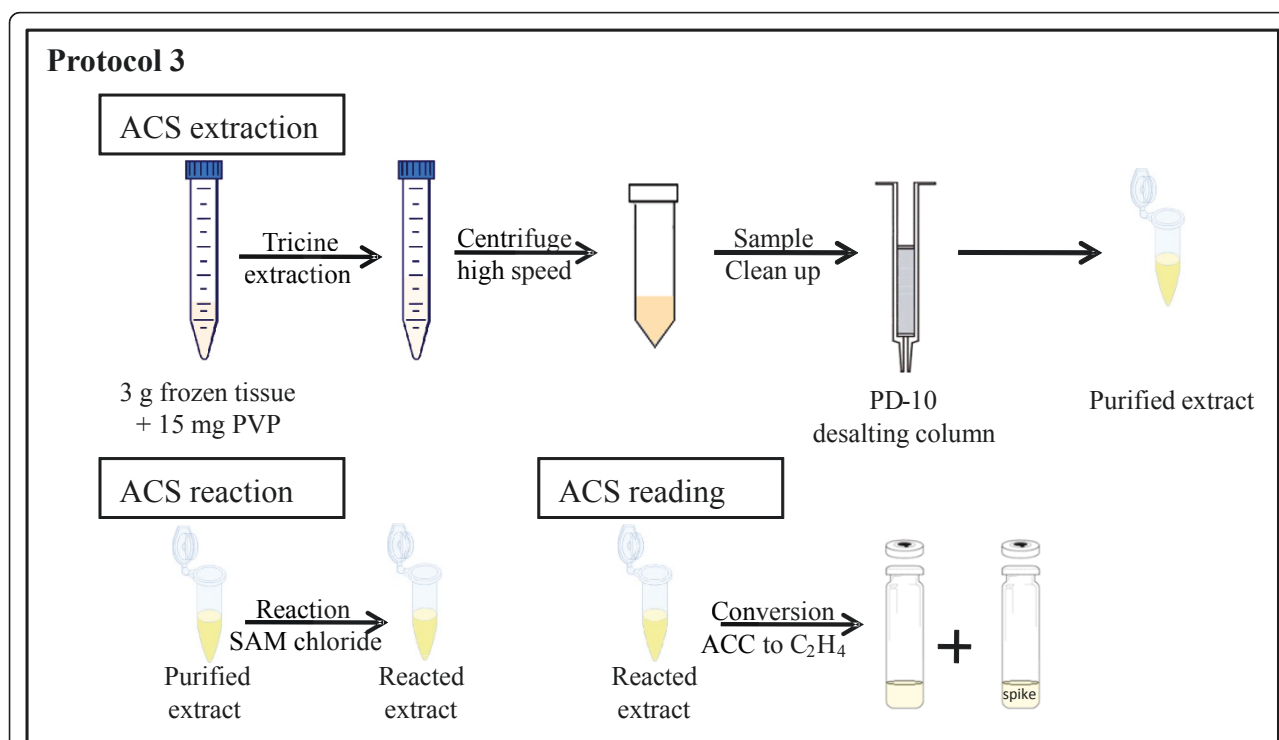 Protocol 3
ACS extraction
Tricine
extraction
Centrifuge
high speed
Sample
Clean up
3 g frozen tissue
+ 15 mg PVP
PD-10
desalting column
Purified extract
ACS reaction
ACS reading
Reaction
SAM chloride
Purified
extract
Reacted
extract
Conversion
ACC to C₂H₄
Reacted
extract
+
spike